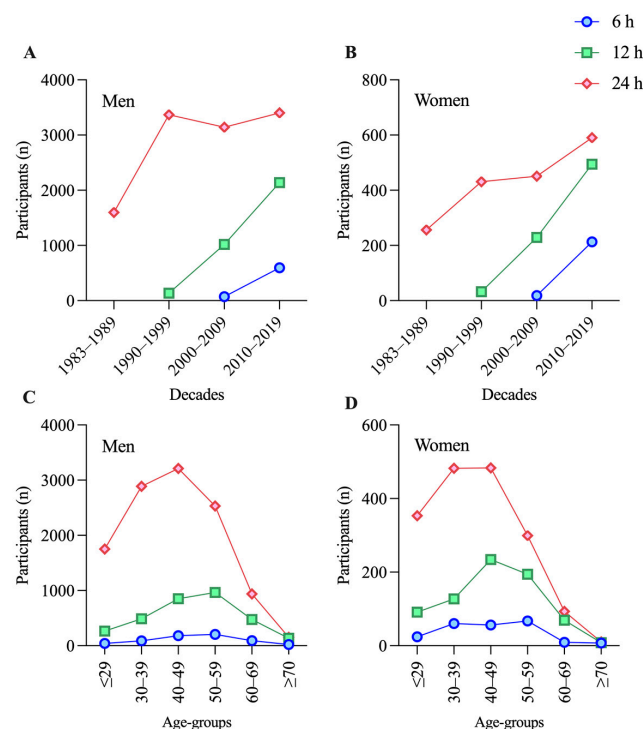 6 h
12 h
24 h
A
Men
Participants (n)
4000
3000
2000
1000
0
1983–1989
1990–1999
2000–2009
2010–2019
Decades
B
Women
Participants (n)
800
600
400
200
0
1983–1989
1990–1999
2000–2009
2010–2019
Decades
C
Men
Participants (n)
4000
3000
2000
1000
0
≤29
30–39
40–49
50–59
60–69
≥70
Age-groups
D
Women
Participants (n)
600
400
200
0
≤29
30–39
40–49
50–59
60–69
≥70
Age-groups